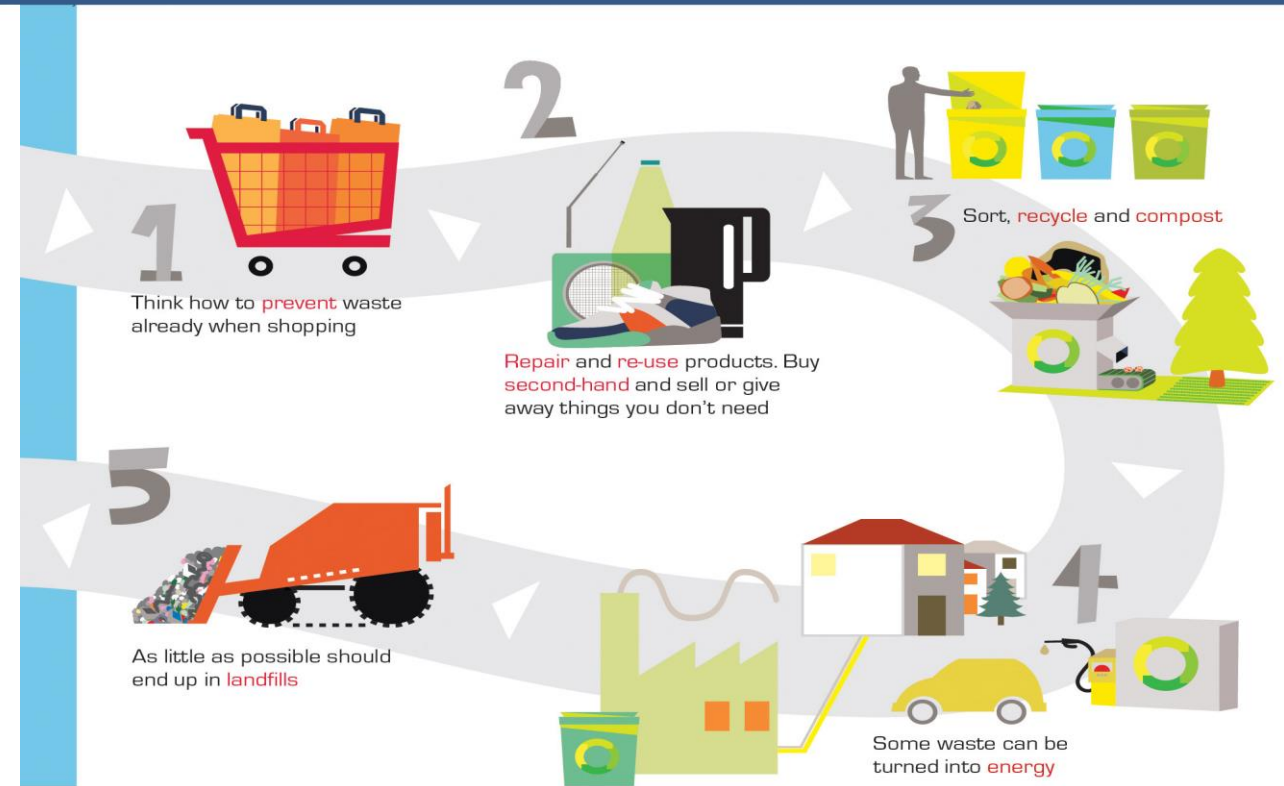 1
Think how to prevent waste
already when shopping
2
Repair and re-use products. Buy
second-hand and sell or give
away things you don't need
3
Sort, recycle and compost
4
Some waste can be
turned into energy
5
As little as possible should
end up in landfills